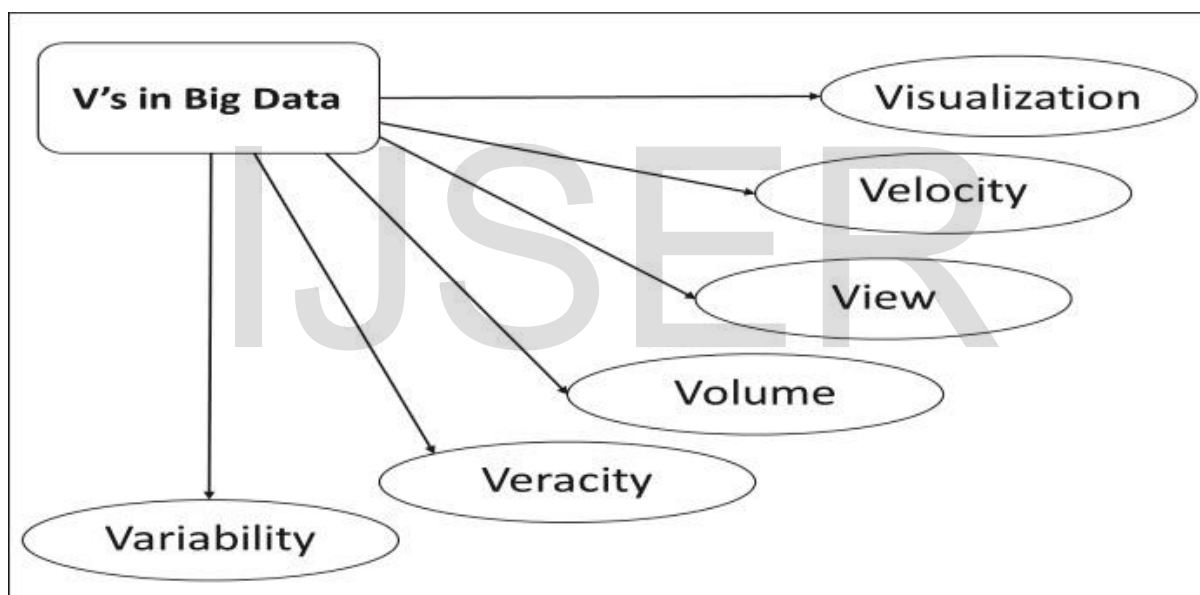 V's in Big Data
Visualization
Velocity
View
Volume
Veracity
Variability
IJSER